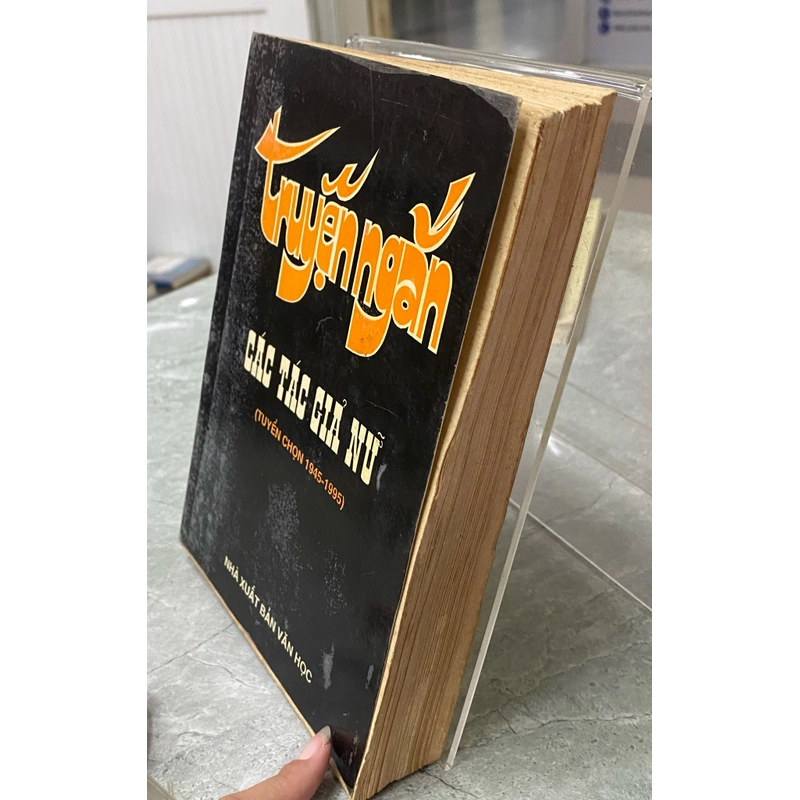 Truyện ngắn
CÁC TÁC GIẢ NỮ
(TUYỂN CHỌN 1945-1995)
NHÀ XUẤT BẢN VĂN HỌC